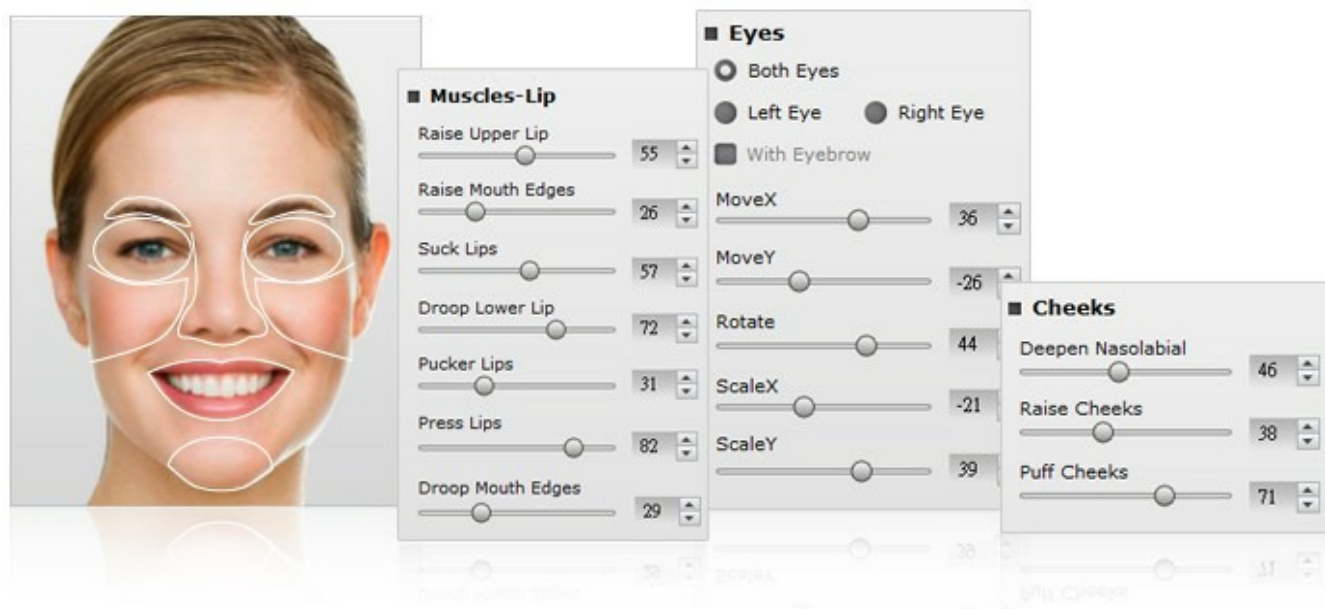 Muscles-Lip
Raise Upper Lip
55
Raise Mouth Edges
26
Suck Lips
57
Droop Lower Lip
72
Pucker Lips
31
Press Lips
82
Droop Mouth Edges
29
Eyes
Both Eyes
Left Eye Right Eye
With Eyebrow
MoveX
36
MoveY
-26
Rotate
44
ScaleX
-21
ScaleY
39
Cheeks
Deepen Nasolabial
46
Raise Cheeks
38
Puff Cheeks
71